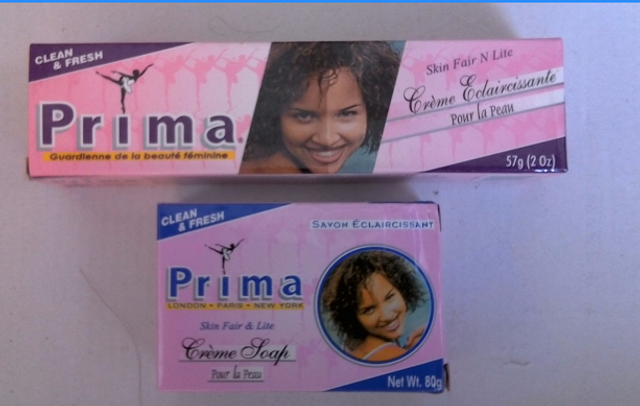 CLEAN
& FRESH
Prima
Guardienne de la beauté féminine
Skin Fair N Lite
Crème Eclaircissante
Pour la Peau
57g (2 Oz)
CLEAN
& FRESH
SAVON ÉCLAIRCISSANT
Prima
LONDON • PARIS • NEW YORK
Skin Fair & Lite
Crème Soap
Pour la Peau
Net Wt. 80g